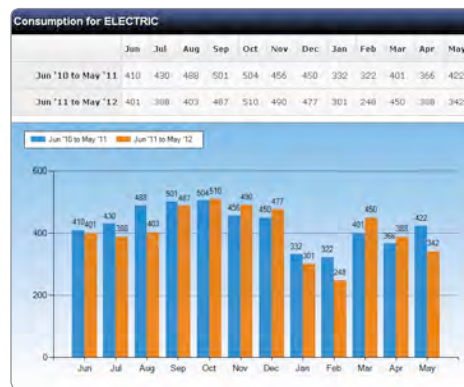 Consumption for ELECTRIC
Jun Jul Aug Sep Oct Nov Dec Jan Feb Mar Apr May
Jun '10 to May '11 410 430 488 501 504 456 450 332 322 401 366 422
Jun '11 to May '12 401 388 403 487 510 490 477 301 248 450 388 342
Jun '10 to May '11 Jun '11 to May '12
600
400
200
0
410 401 430 388 488 403 501 487 504 510 456 490 450 477 332 301 322 248 401 450 366 388 422 342
Jun Jul Aug Sep Oct Nov Dec Jan Feb Mar Apr May